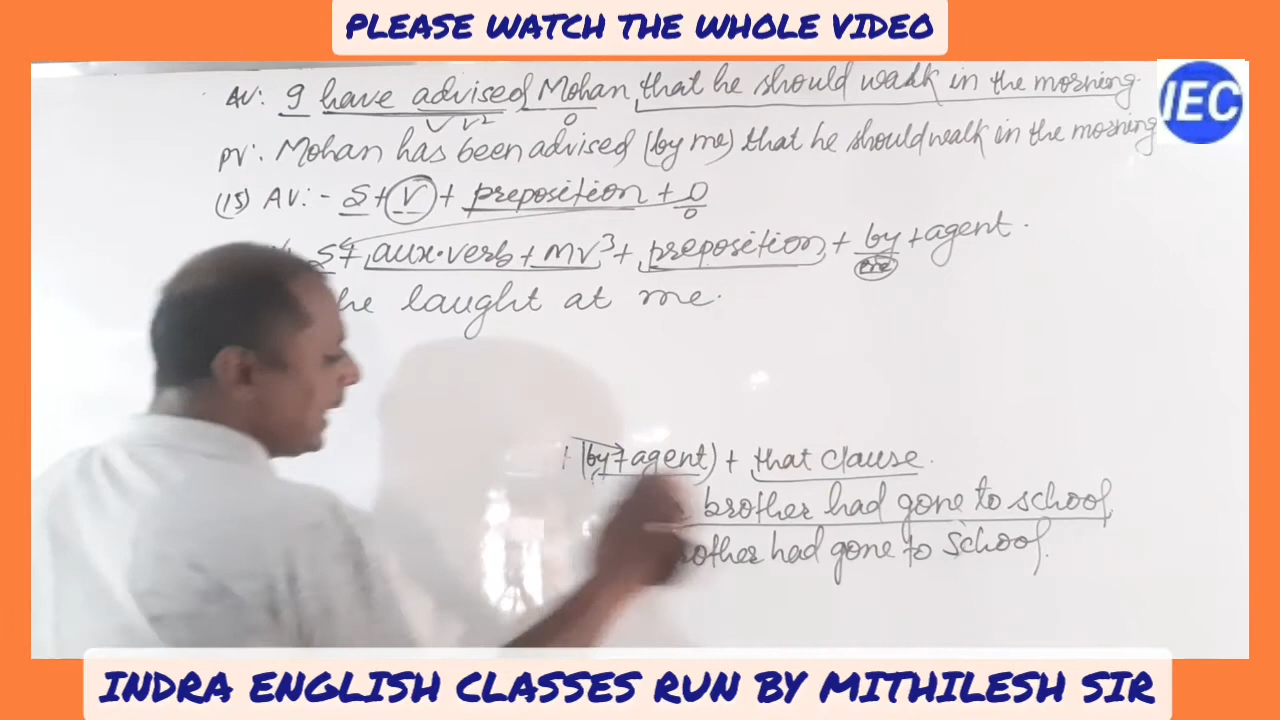 PLEASE WATCH THE WHOLE VIDEO
AV: I have advised Mohan that he should walk in the morning.
O
IEC
PV: Mohan has been advised (by me) that he should walk in the morning
(15) AV:- S + V + preposition + O
O
S + aux.verb + MV3 + preposition + by + agent.
pre
he laught at me.
+ (by + agent) + that clause.
brother had gone to school
rother had gone to school.
INDRA ENGLISH CLASSES RUN BY MITHILESH SIR